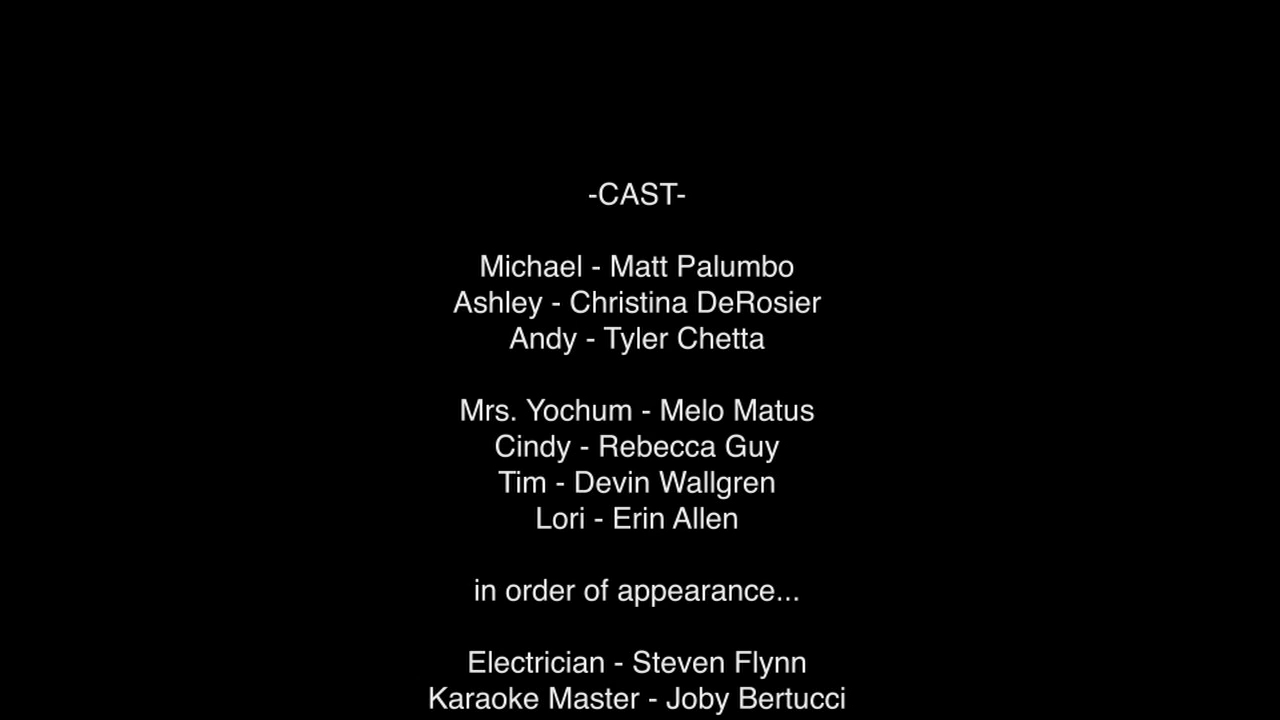 -CAST-
Michael - Matt Palumbo
Ashley - Christina DeRosier
Andy - Tyler Chetta
Mrs. Yochum - Melo Matus
Cindy - Rebecca Guy
Tim - Devin Wallgren
Lori - Erin Allen
in order of appearance...
Electrician - Steven Flynn
Karaoke Master - Joby Bertucci